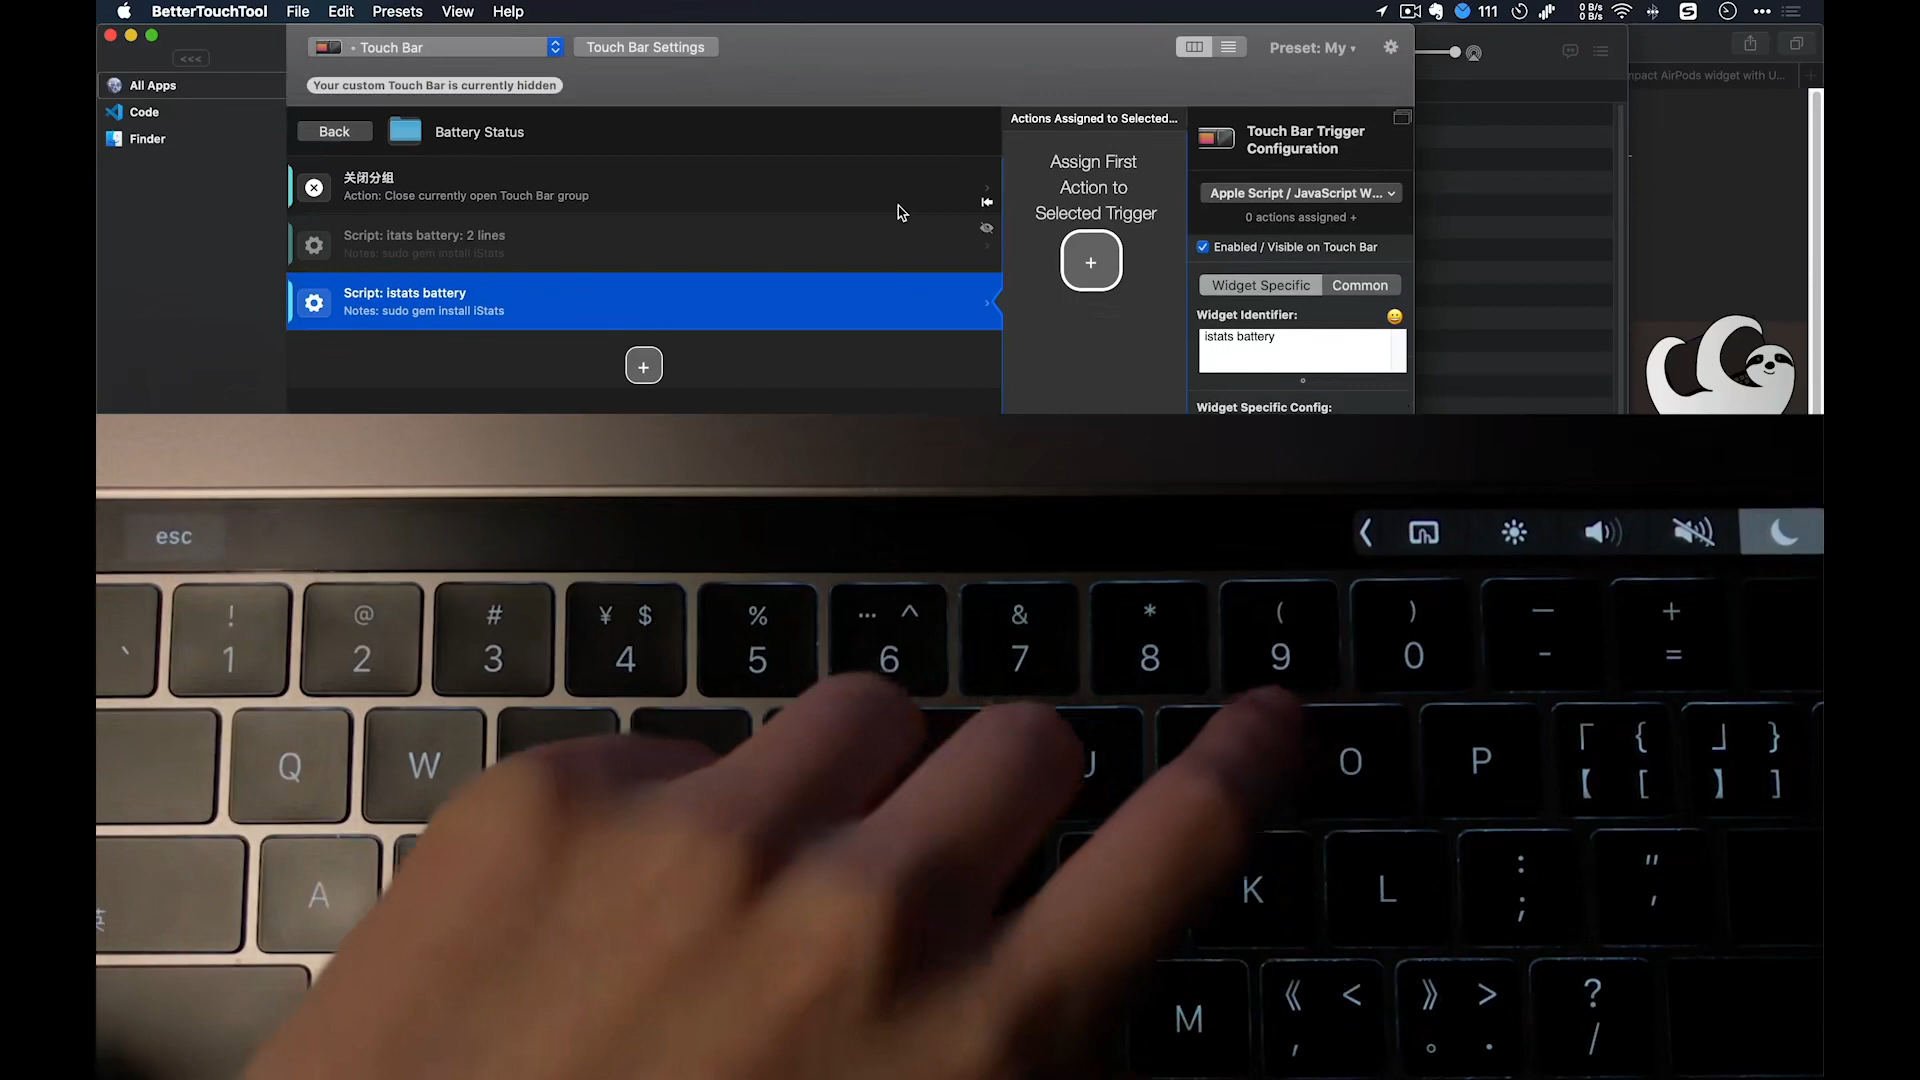 BetterTouchTool File Edit Presets View Help
111
0 B/s
0 B/s
<<<
• Touch Bar
Touch Bar Settings
Preset: My
Your custom Touch Bar is currently hidden
mpact AirPods widget with U...
All Apps
Code
Finder
Back
Battery Status
关闭分组
Action: Close currently open Touch Bar group
Script: itats battery: 2 lines
Notes: sudo gem install iStats
Script: istats battery
Notes: sudo gem install iStats
+
Actions Assigned to Selected...
Assign First
Action to
Selected Trigger
+
Touch Bar Trigger
Configuration
Apple Script / JavaScript W...
0 actions assigned +
Enabled / Visible on Touch Bar
Widget Specific Common
Widget Identifier:
istats battery
Widget Specific Config:
esc
! @ # ¥ $ % … ^ & * ( ) — +
` 1 2 3 4 5 6 7 8 9 0 - =
Q W U O P 「 { 【 [ 」 } 】 ]
英 A K L : ; " ,
M 《 < , 》 > 。 . ? /